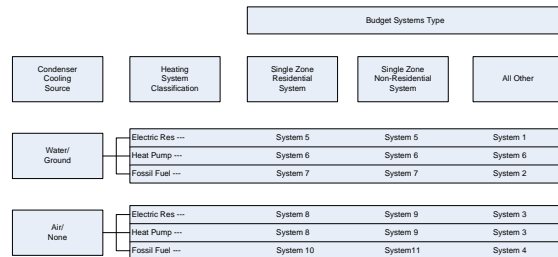 Budget Systems Type
Condenser
Cooling
Source
Heating
System
Classification
Single Zone
Residential
System
Single Zone
Non-Residential
System
All Other
Water/
Ground
Electric Res --- System 5 System 5 System 1
Heat Pump --- System 6 System 6 System 6
Fossil Fuel --- System 7 System 7 System 2
Air/
None
Electric Res --- System 8 System 9 System 3
Heat Pump --- System 8 System 9 System 3
Fossil Fuel --- System 10 System11 System 4